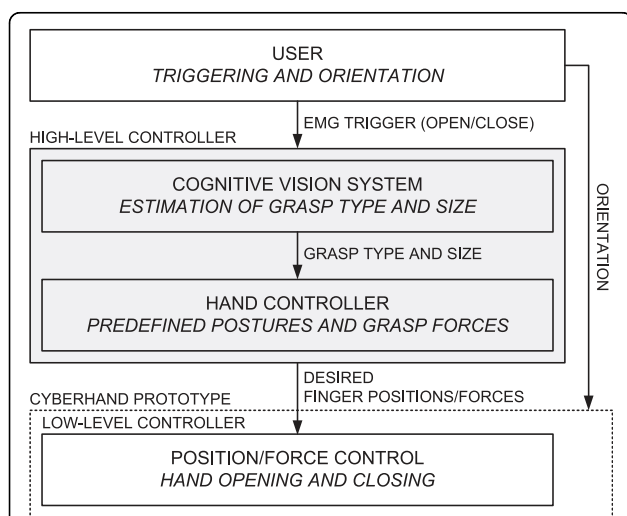 USER
TRIGGERING AND ORIENTATION
EMG TRIGGER (OPEN/CLOSE)
HIGH-LEVEL CONTROLLER
COGNITIVE VISION SYSTEM
ESTIMATION OF GRASP TYPE AND SIZE
ORIENTATION
GRASP TYPE AND SIZE
HAND CONTROLLER
PREDEFINED POSTURES AND GRASP FORCES
DESIRED
FINGER POSITIONS/FORCES
CYBERHAND PROTOTYPE
LOW-LEVEL CONTROLLER
POSITION/FORCE CONTROL
HAND OPENING AND CLOSING